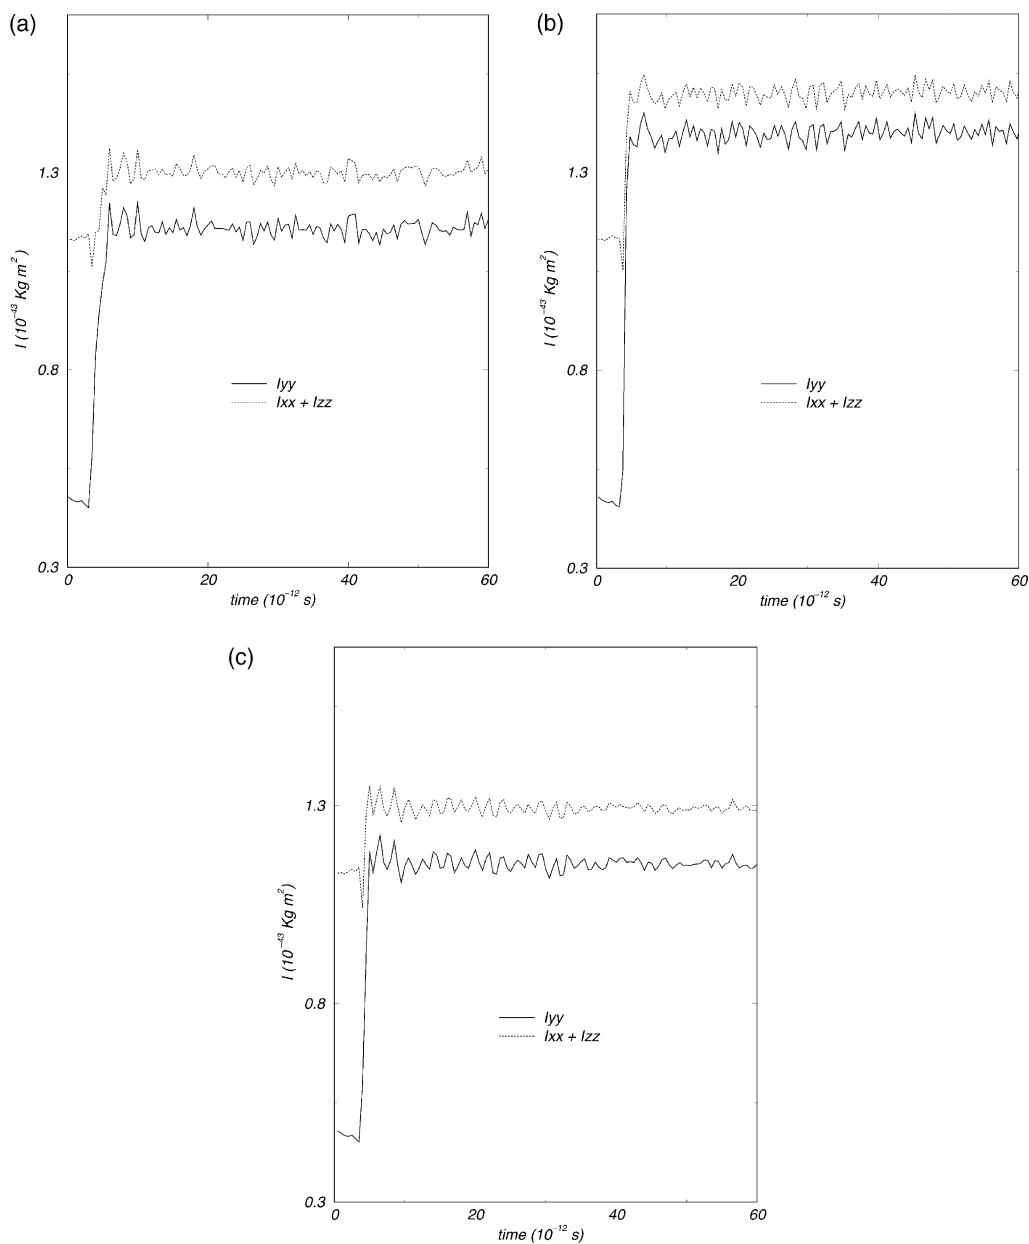 (a)
1.3
0.8
0.3
I (10⁻⁴³ Kg m²)
Iyy
Ixx + Izz
0 20 40 60
time (10⁻¹² s)
(b)
1.3
0.8
0.3
I (10⁻⁴³ Kg m²)
Iyy
Ixx + Izz
0 20 40 60
time (10⁻¹² s)
(c)
1.3
0.8
0.3
I (10⁻⁴³ Kg m²)
Iyy
Ixx + Izz
0 20 40 60
time (10⁻¹² s)